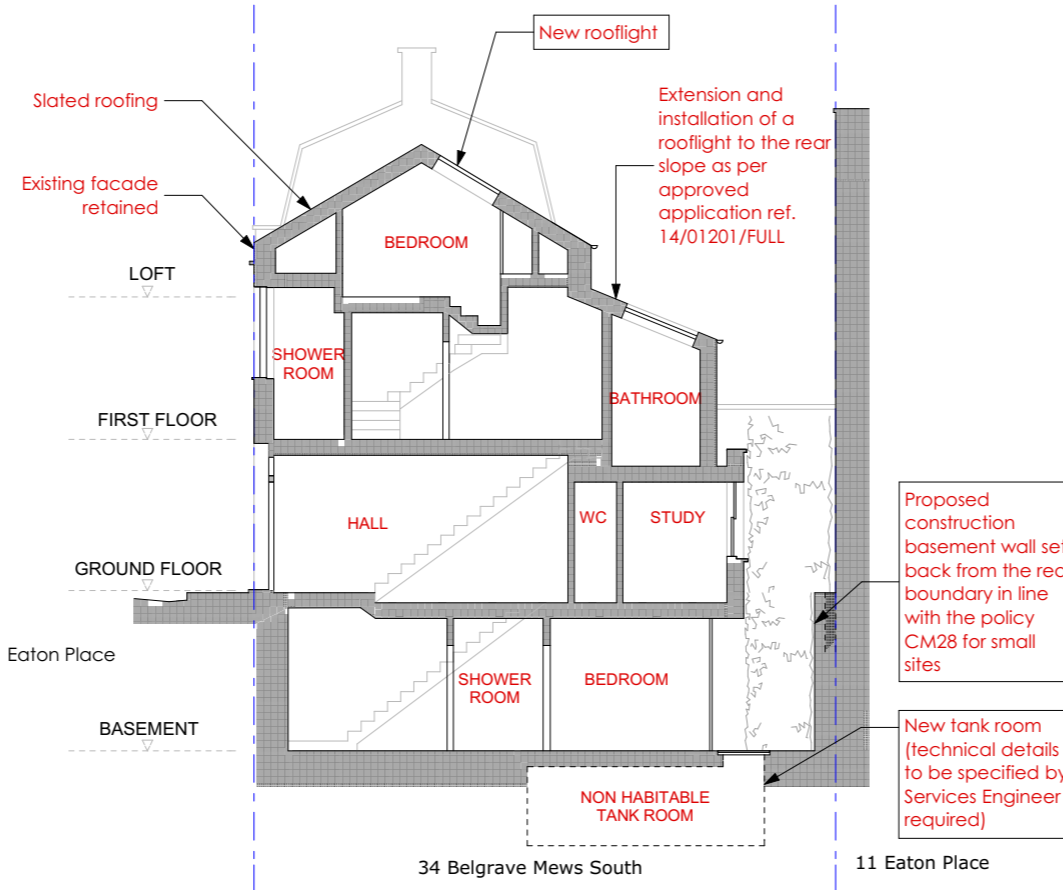 New rooflight
Slated roofing
Extension and
installation of a
rooflight to the rear
slope as per
approved
application ref.
14/01201/FULL
Existing facade
retained
BEDROOM
LOFT
SHOWER
ROOM
BATHROOM
FIRST FLOOR
HALL
WC
STUDY
Proposed
construction
basement wall set
back from the rea
boundary in line
with the policy
CM28 for small
sites
GROUND FLOOR
Eaton Place
SHOWER
ROOM
BEDROOM
BASEMENT
New tank room
(technical details
to be specified by
Services Engineer
required)
NON HABITABLE
TANK ROOM
34 Belgrave Mews South
11 Eaton Place